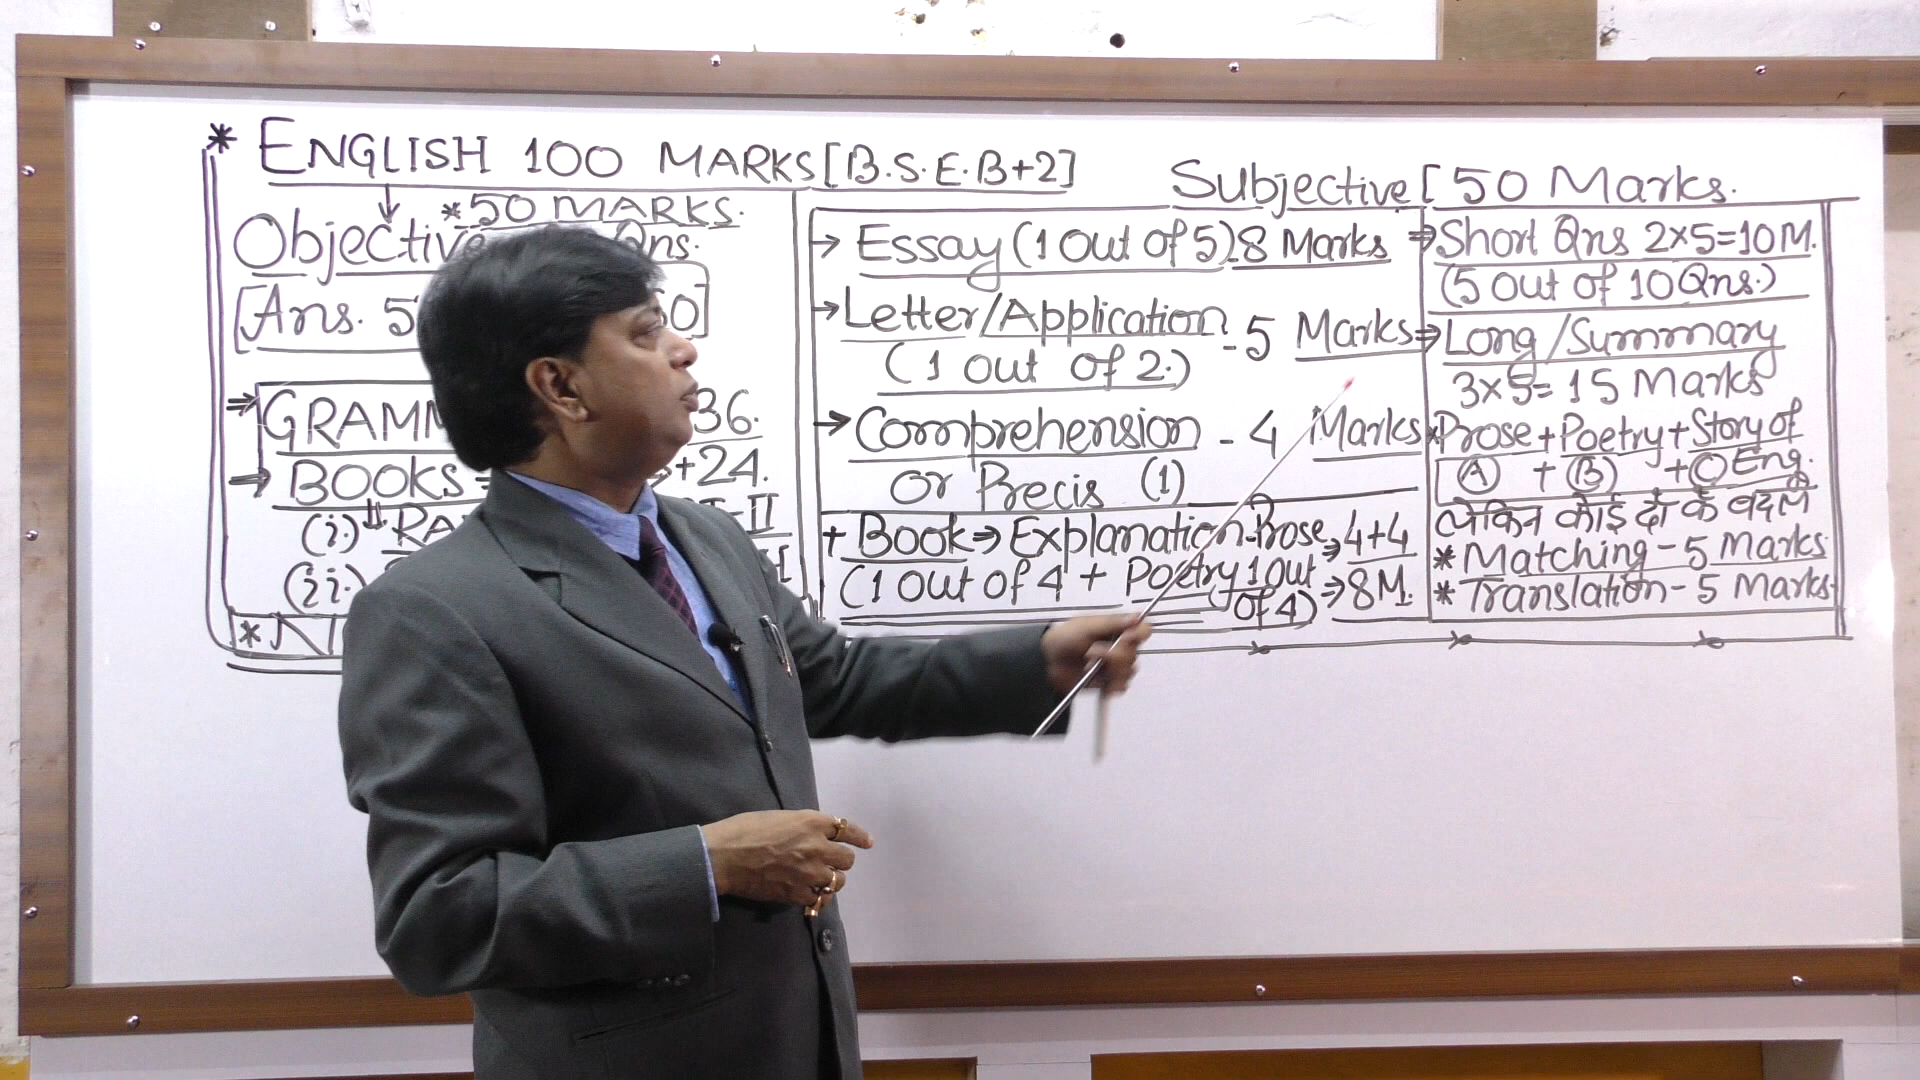 * ENGLISH 100 MARKS [B.S.E.B+2]
*50 MARKS.
Objective Qns.
[Ans. 5 50]
⇒ GRAMM 36.
⇒ BOOKS +24.
(i.) RA I-II
(ii.)
* N
Subjective [50 Marks.
→ Essay (1 out of 5)-8 Marks
→ Letter/Application - 5 Marks
(1 out of 2.)
→ Comprehension - 4 Marks
or Precis (1)
+ Book ⇒ Explanation-Prose ⇒ 4+4
(1 out of 4 + Poetry (1 out of 4) ⇒ 8M.
⇒ Short Qns 2×5=10M.
(5 out of 10 Qns.)
⇒ Long/Summary
3×5= 15 Marks
*Prose+Poetry+Story of Eng.
(A) + (B) + (C)
लेकिन कोई दो के बदले
* Matching - 5 Marks.
* Translation - 5 Marks.